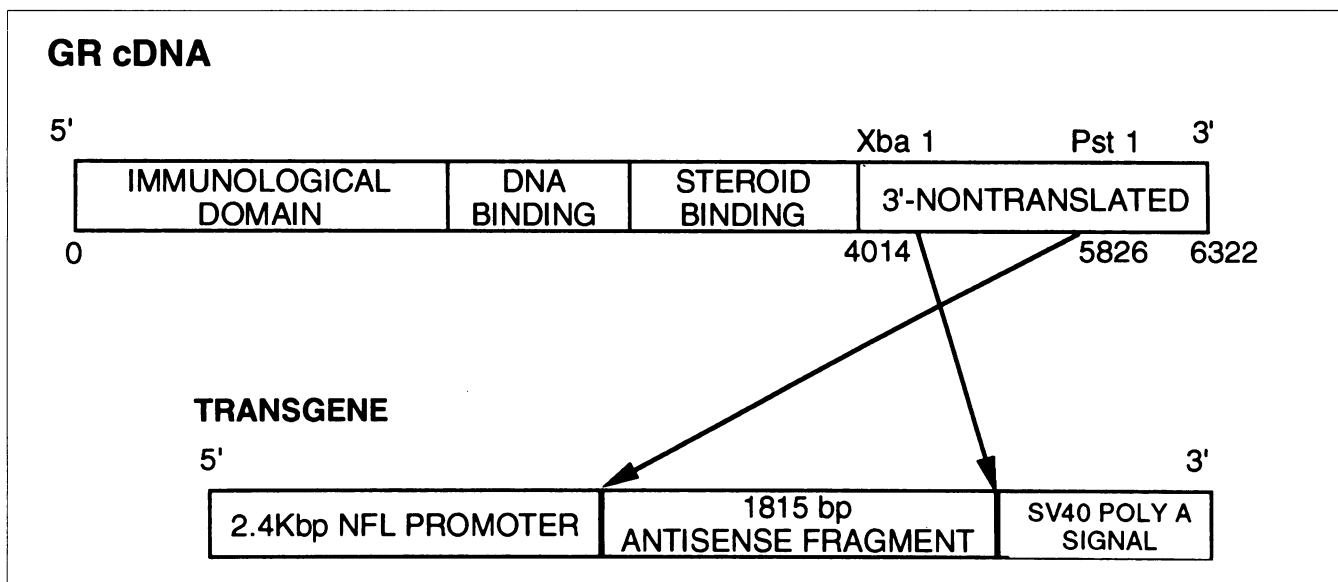 GR cDNA
5' Xba 1 Pst 1 3'
IMMUNOLOGICAL DOMAIN DNA BINDING STEROID BINDING 3'-NONTRANSLATED
0 4014 5826 6322
TRANSGENE
5' 3'
2.4Kbp NFL PROMOTER 1815 bp ANTISENSE FRAGMENT SV40 POLY A SIGNAL